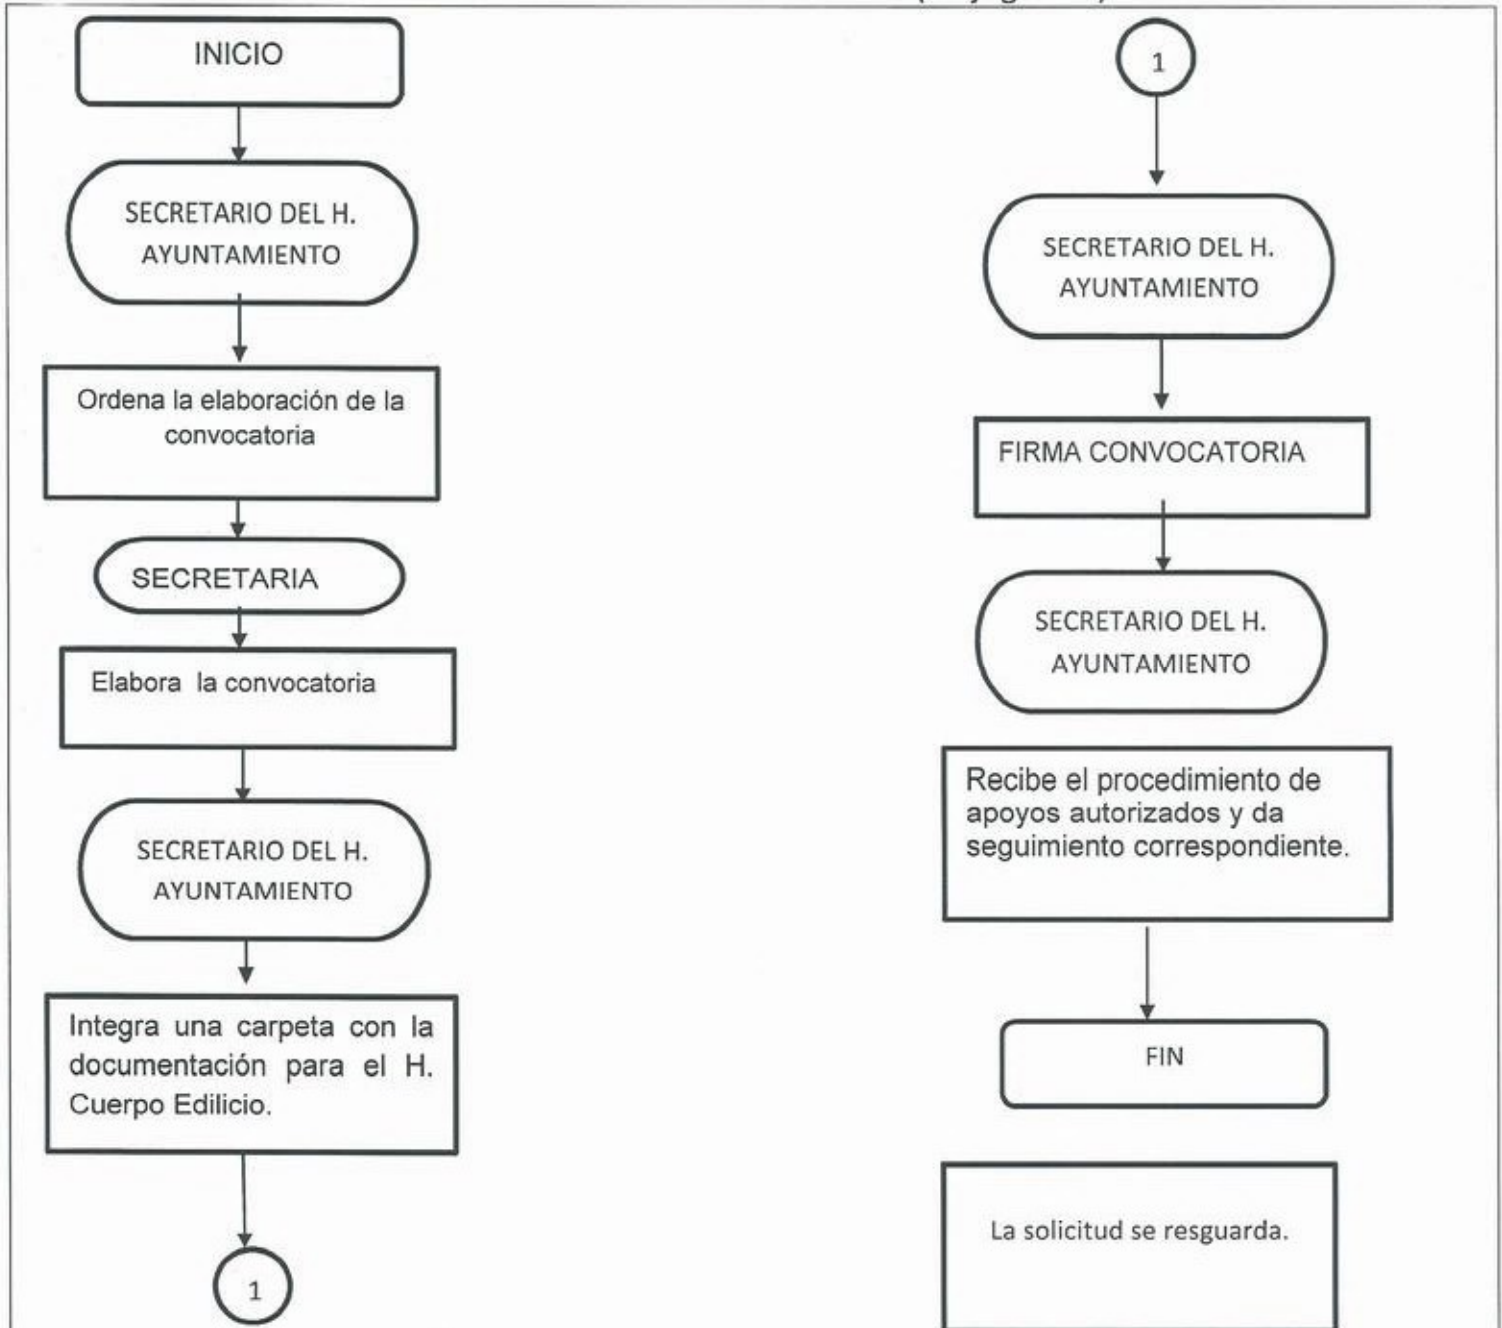 INICIO
SECRETARIO DEL H.
AYUNTAMIENTO
Ordena la elaboración de la
convocatoria
SECRETARIA
Elabora la convocatoria
SECRETARIO DEL H.
AYUNTAMIENTO
Integra una carpeta con la
documentación para el H.
Cuerpo Edilicio.
1
1
SECRETARIO DEL H.
AYUNTAMIENTO
FIRMA CONVOCATORIA
SECRETARIO DEL H.
AYUNTAMIENTO
Recibe el procedimiento de
apoyos autorizados y da
seguimiento correspondiente.
FIN
La solicitud se resguarda.